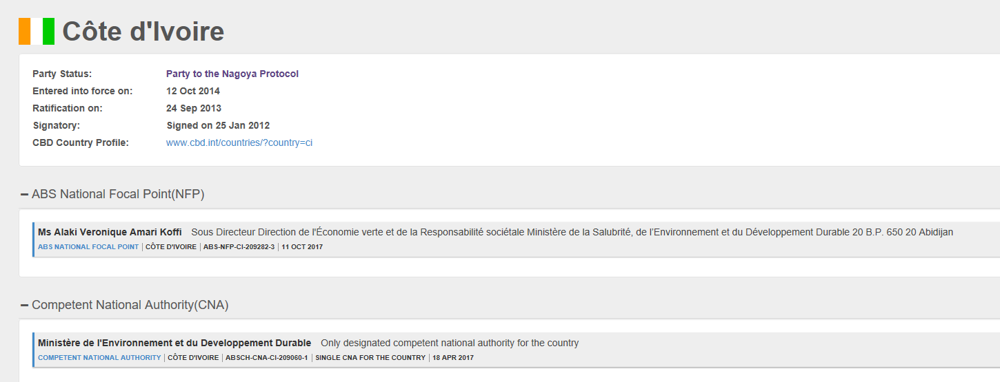 Côte d'Ivoire
Party Status: Party to the Nagoya Protocol
Entered into force on: 12 Oct 2014
Ratification on: 24 Sep 2013
Signatory: Signed on 25 Jan 2012
CBD Country Profile: www.cbd.int/countries/?country=ci
− ABS National Focal Point(NFP)
Ms Alaki Veronique Amari Koffi Sous Directeur Direction de l'Économie verte et de la Responsabilité sociétale Ministère de la Salubrité, de l'Environnement et du Développement Durable 20 B.P. 650 20 Abidijan
ABS NATIONAL FOCAL POINT | CÔTE D'IVOIRE | ABS-NFP-CI-209282-3 | 11 OCT 2017
− Competent National Authority(CNA)
Ministère de l'Environnement et du Developpement Durable Only designated competent national authority for the country
COMPETENT NATIONAL AUTHORITY | CÔTE D'IVOIRE | ABSCH-CNA-CI-209060-1 | SINGLE CNA FOR THE COUNTRY | 18 APR 2017